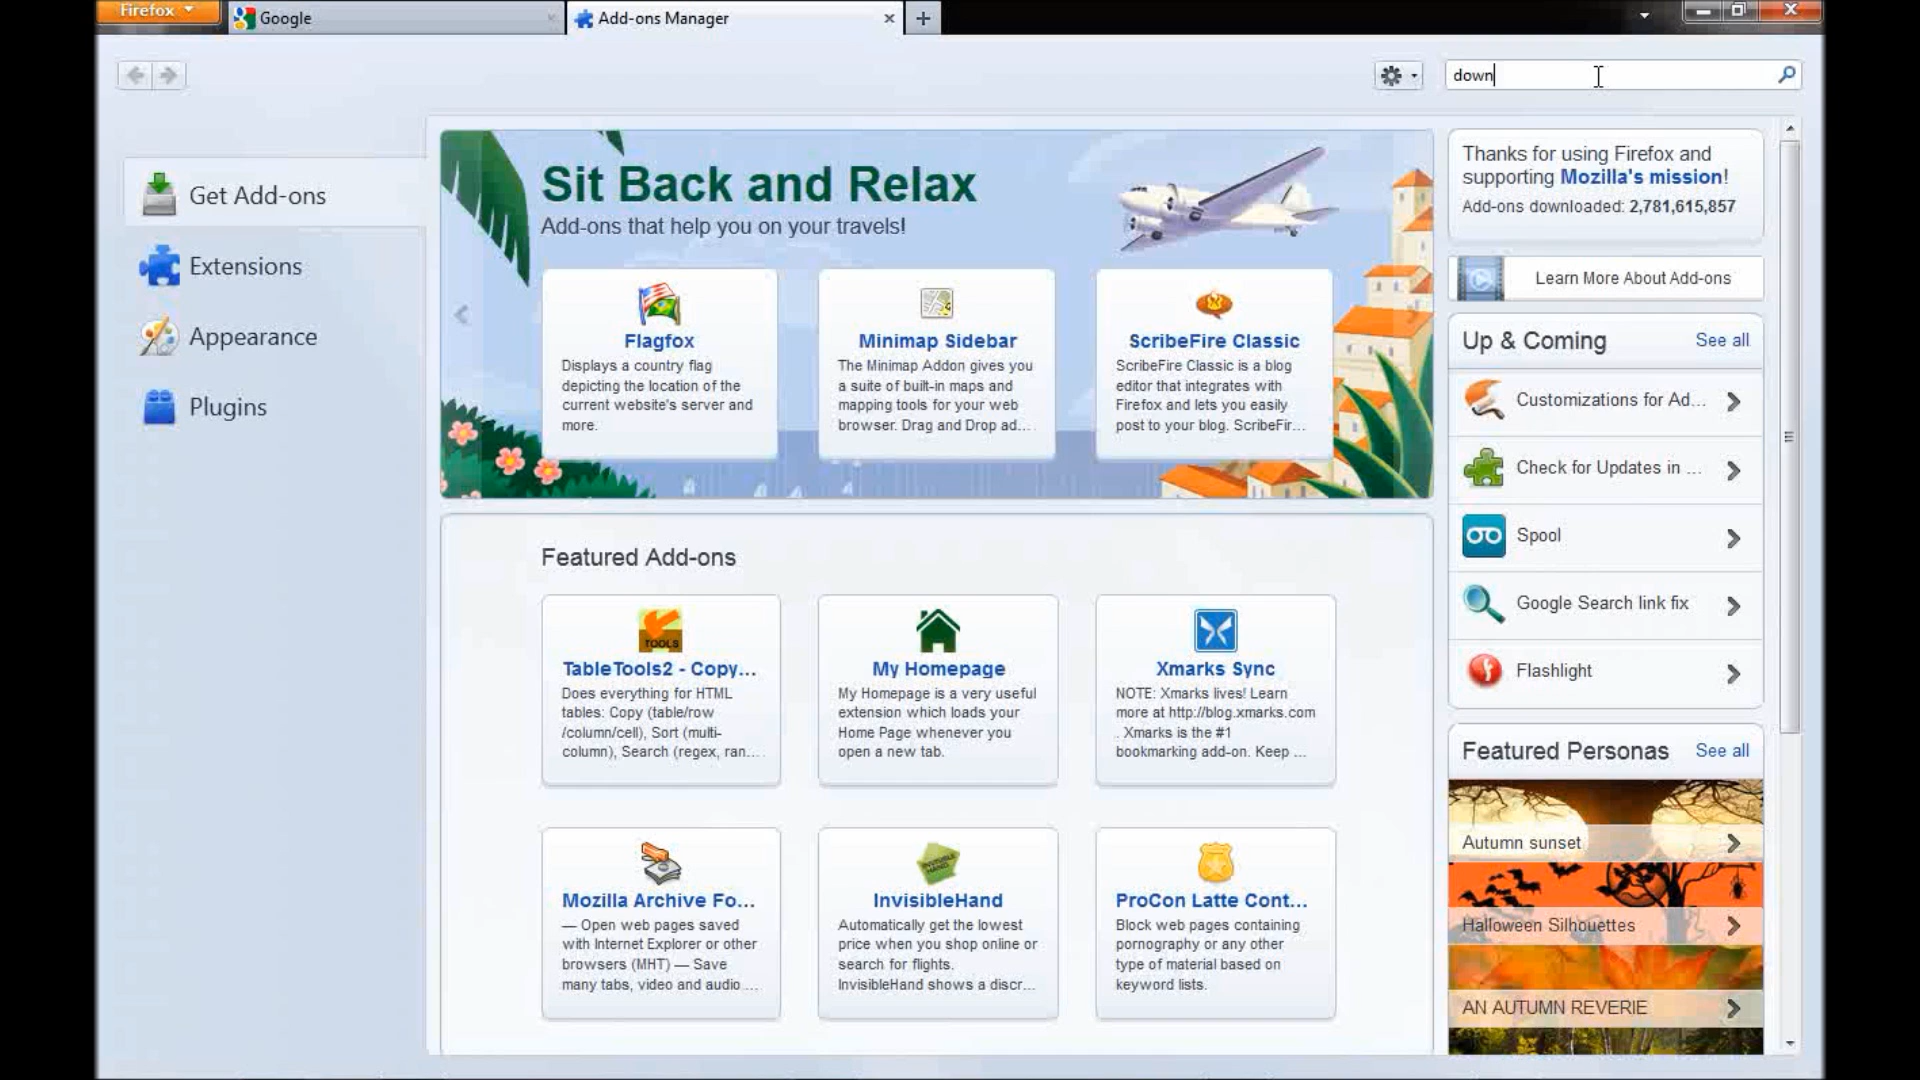 Firefox
Google
Add-ons Manager
down
Get Add-ons
Extensions
Appearance
Plugins
Sit Back and Relax
Add-ons that help you on your travels!
Flagfox
Displays a country flag
depicting the location of the
current website's server and
more.
Minimap Sidebar
The Minimap Addon gives you
a suite of built-in maps and
mapping tools for your web
browser. Drag and Drop ad...
ScribeFire Classic
ScribeFire Classic is a blog
editor that integrates with
Firefox and lets you easily
post to your blog. ScribeFir...
Featured Add-ons
TOOLS
TableTools2 - Copy...
Does everything for HTML
tables: Copy (table/row
/column/cell), Sort (multi-
column), Search (regex, ran...
My Homepage
My Homepage is a very useful
extension which loads your
Home Page whenever you
open a new tab.
Xmarks Sync
NOTE: Xmarks lives! Learn
more at http://blog.xmarks.com
. Xmarks is the #1
bookmarking add-on. Keep ...
Mozilla Archive Fo...
— Open web pages saved
with Internet Explorer or other
browsers (MHT) — Save
many tabs, video and audio ...
INVISIBLE
HAND
InvisibleHand
Automatically get the lowest
price when you shop online or
search for flights.
InvisibleHand shows a discr...
ProCon Latte Cont...
Block web pages containing
pornography or any other
type of material based on
keyword lists.
Thanks for using Firefox and
supporting Mozilla's mission!
Add-ons downloaded: 2,781,615,857
Learn More About Add-ons
Up & Coming See all
Customizations for Ad...
Check for Updates in ...
Spool
Google Search link fix
Flashlight
Featured Personas See all
Autumn sunset
Halloween Silhouettes
AN AUTUMN REVERIE